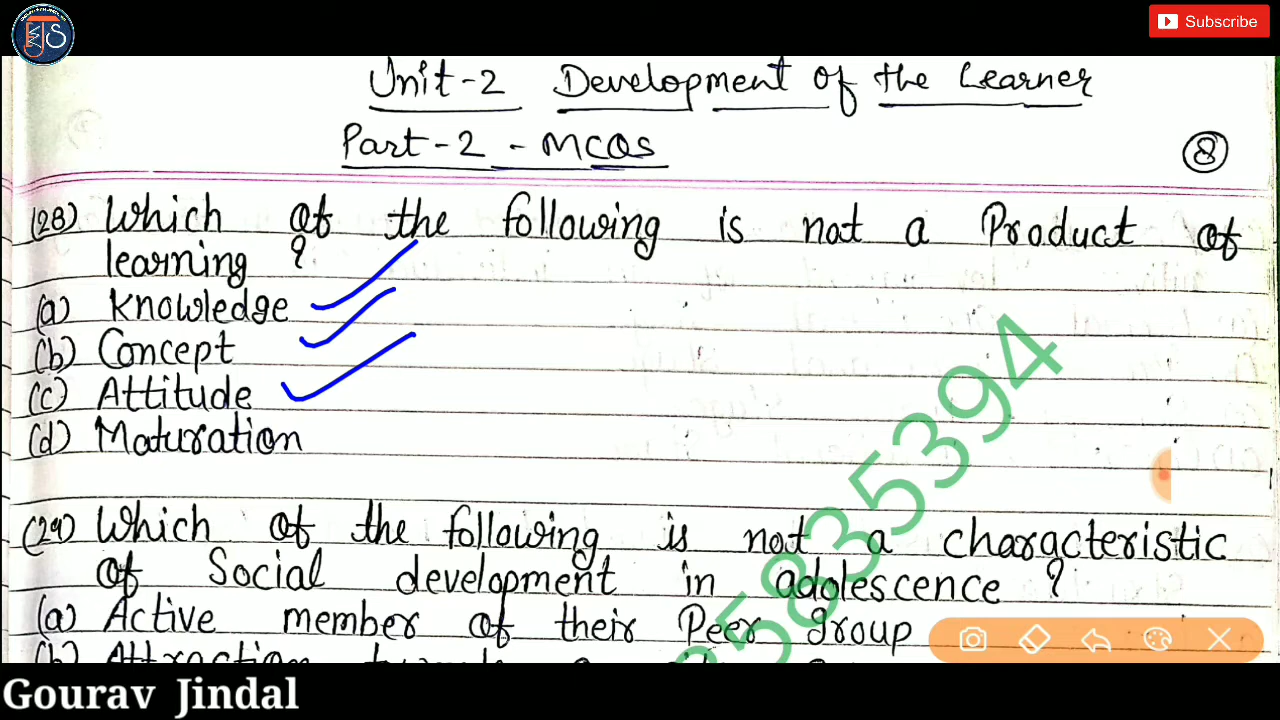 Subscribe
Unit-2 Development of the Learner
Part-2 - MCQS
8
(28) Which of the following is not a Product of
learning ?
(a) Knowledge
(b) Concept
(c) Attitude
(d) Maturation
(29) Which of the following is not a characteristic
of Social development in adolescence ?
(a) Active member of their Peer group
(b) Attraction
5835394
Gourav Jindal